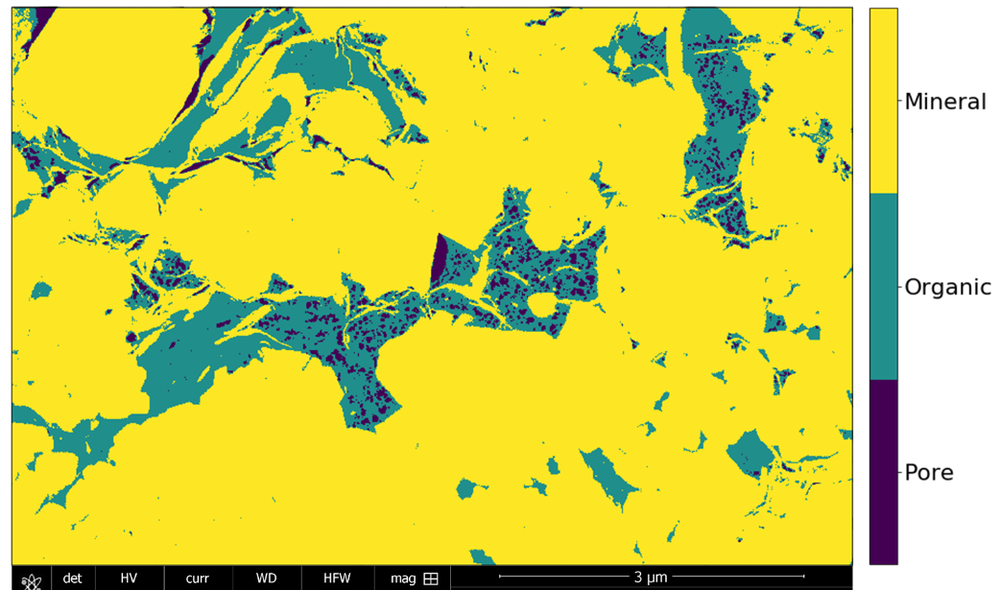 Mineral
Organic
Pore
det HV curr WD HFW mag 3 µm